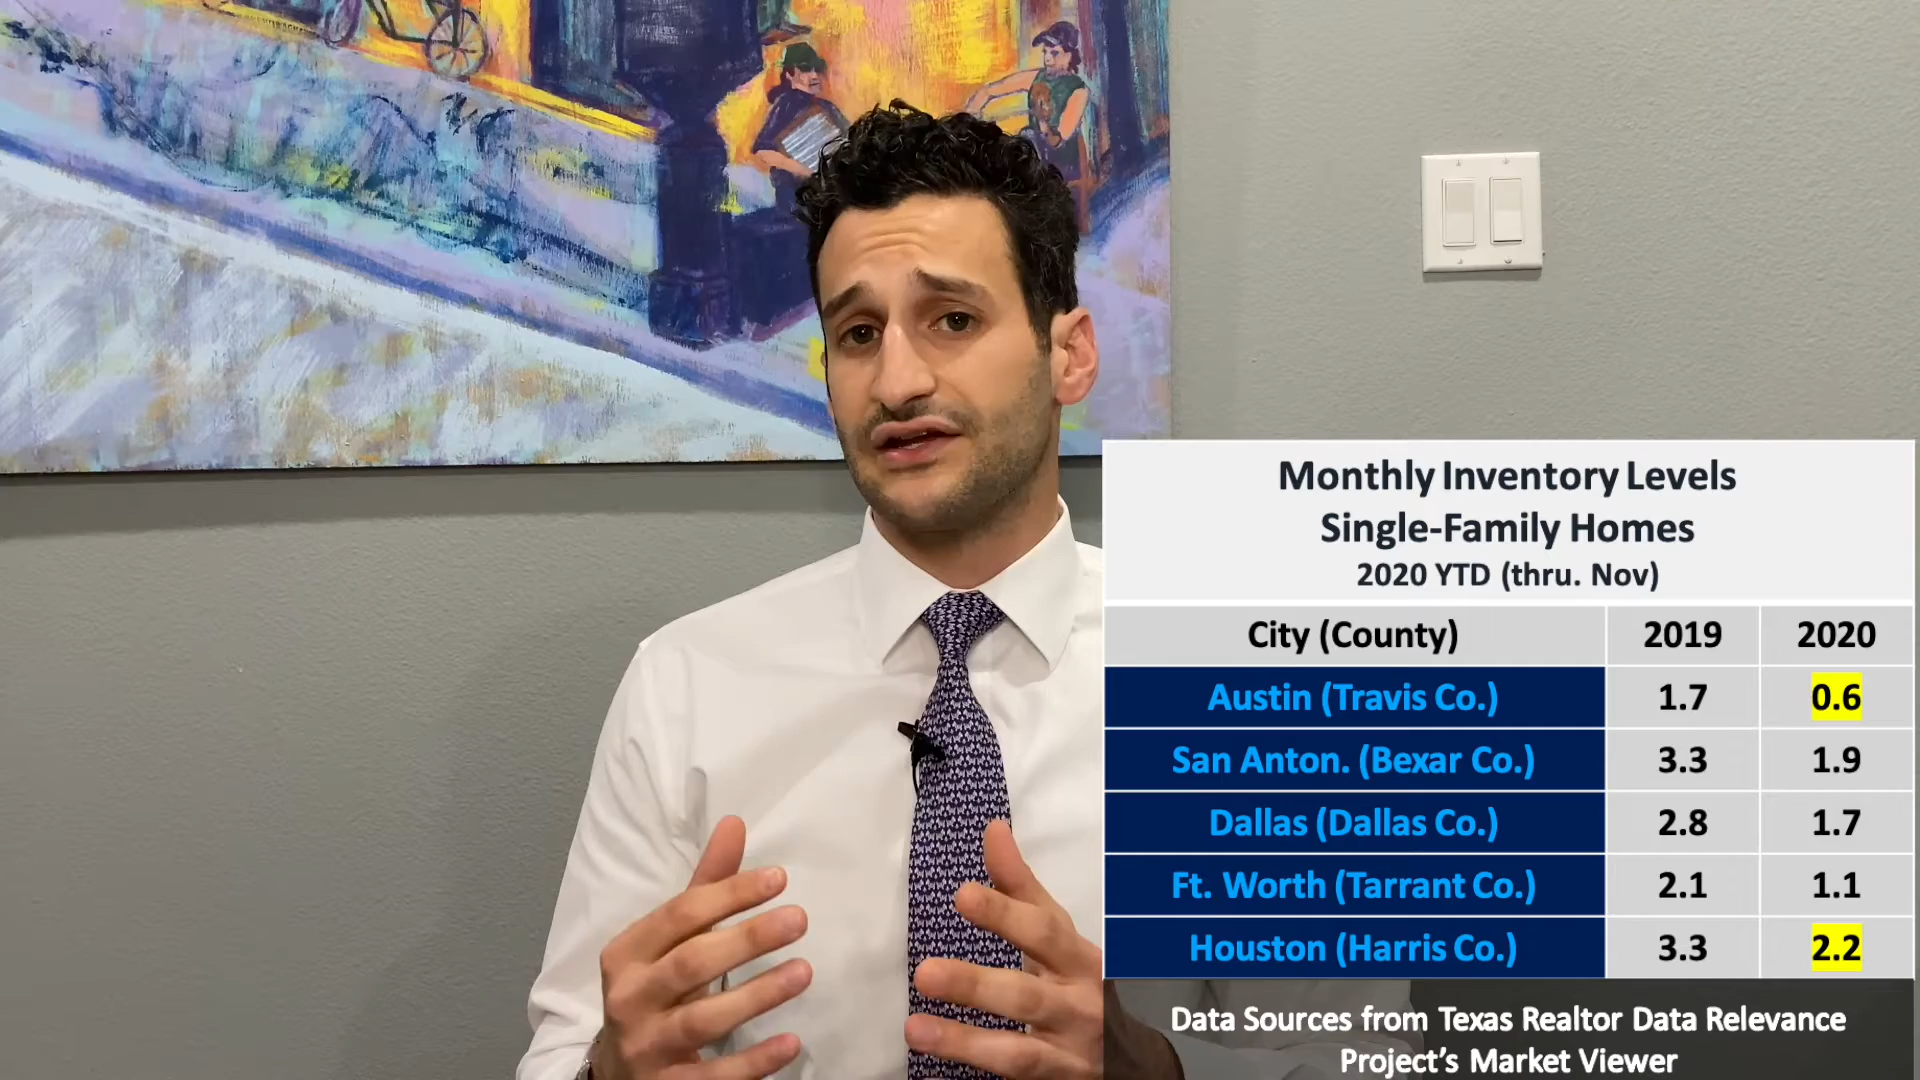 Monthly Inventory Levels
Single-Family Homes
2020 YTD (thru. Nov)
City (County) 2019 2020
Austin (Travis Co.) 1.7 0.6
San Anton. (Bexar Co.) 3.3 1.9
Dallas (Dallas Co.) 2.8 1.7
Ft. Worth (Tarrant Co.) 2.1 1.1
Houston (Harris Co.) 3.3 2.2
Data Sources from Texas Realtor Data Relevance
Project's Market Viewer